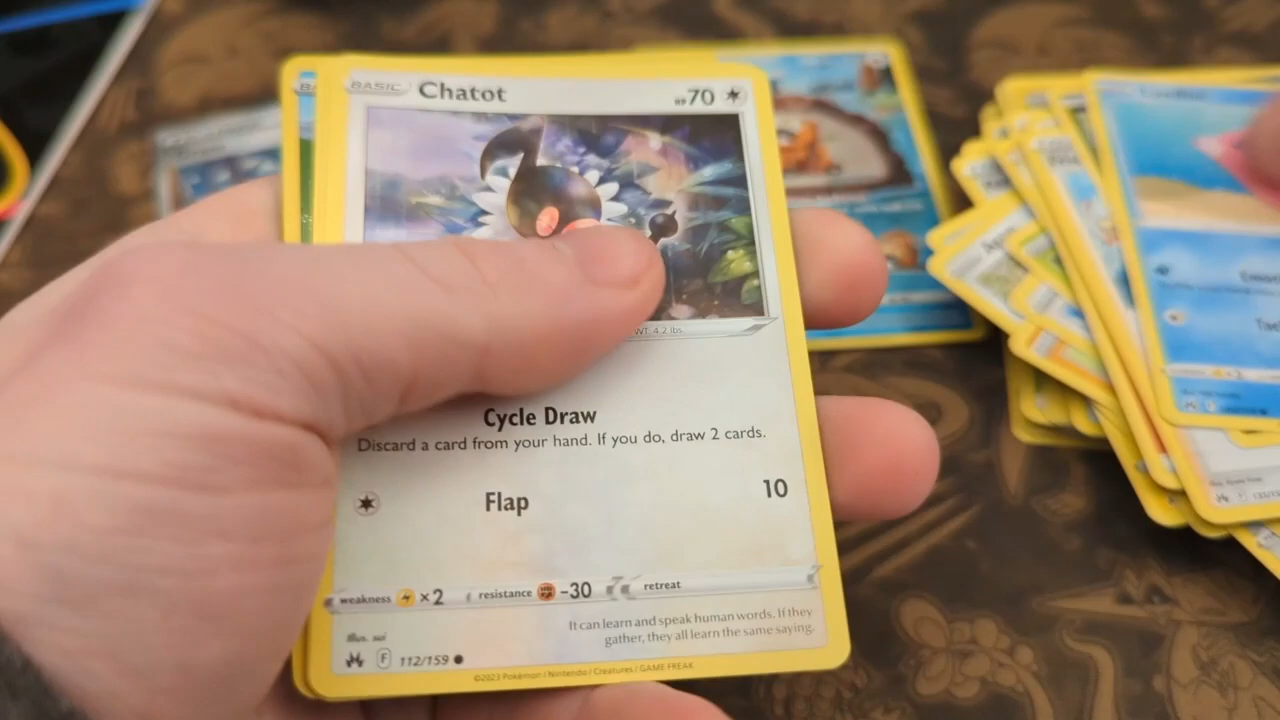 BASIC Chatot HP70
WT: 4.2 lbs.
Cycle Draw
Discard a card from your hand. If you do, draw 2 cards.
Flap 10
weakness ×2 resistance -30 retreat
It can learn and speak human words. If they
gather, they all learn the same saying.
Illus. sui
F 112/159
©2023 Pokémon / Nintendo / Creatures / GAME FREAK